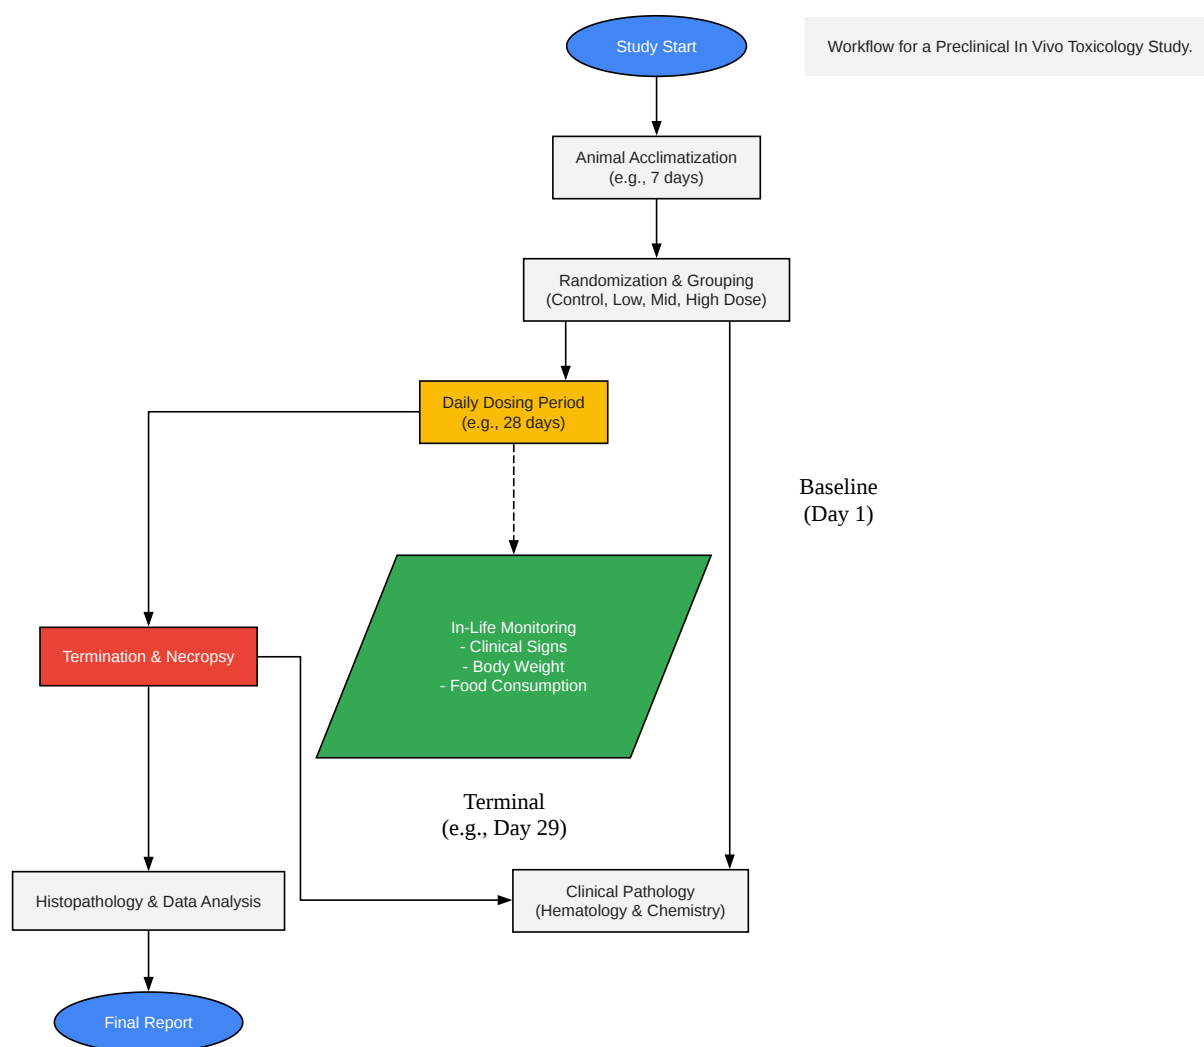 Study Start
Workflow for a Preclinical In Vivo Toxicology Study.
Animal Acclimatization
(e.g., 7 days)
Randomization & Grouping
(Control, Low, Mid, High Dose)
Daily Dosing Period
(e.g., 28 days)
Baseline
(Day 1)
In-Life Monitoring
- Clinical Signs
- Body Weight
- Food Consumption
Termination & Necropsy
Terminal
(e.g., Day 29)
Histopathology & Data Analysis
Clinical Pathology
(Hematology & Chemistry)
Final Report